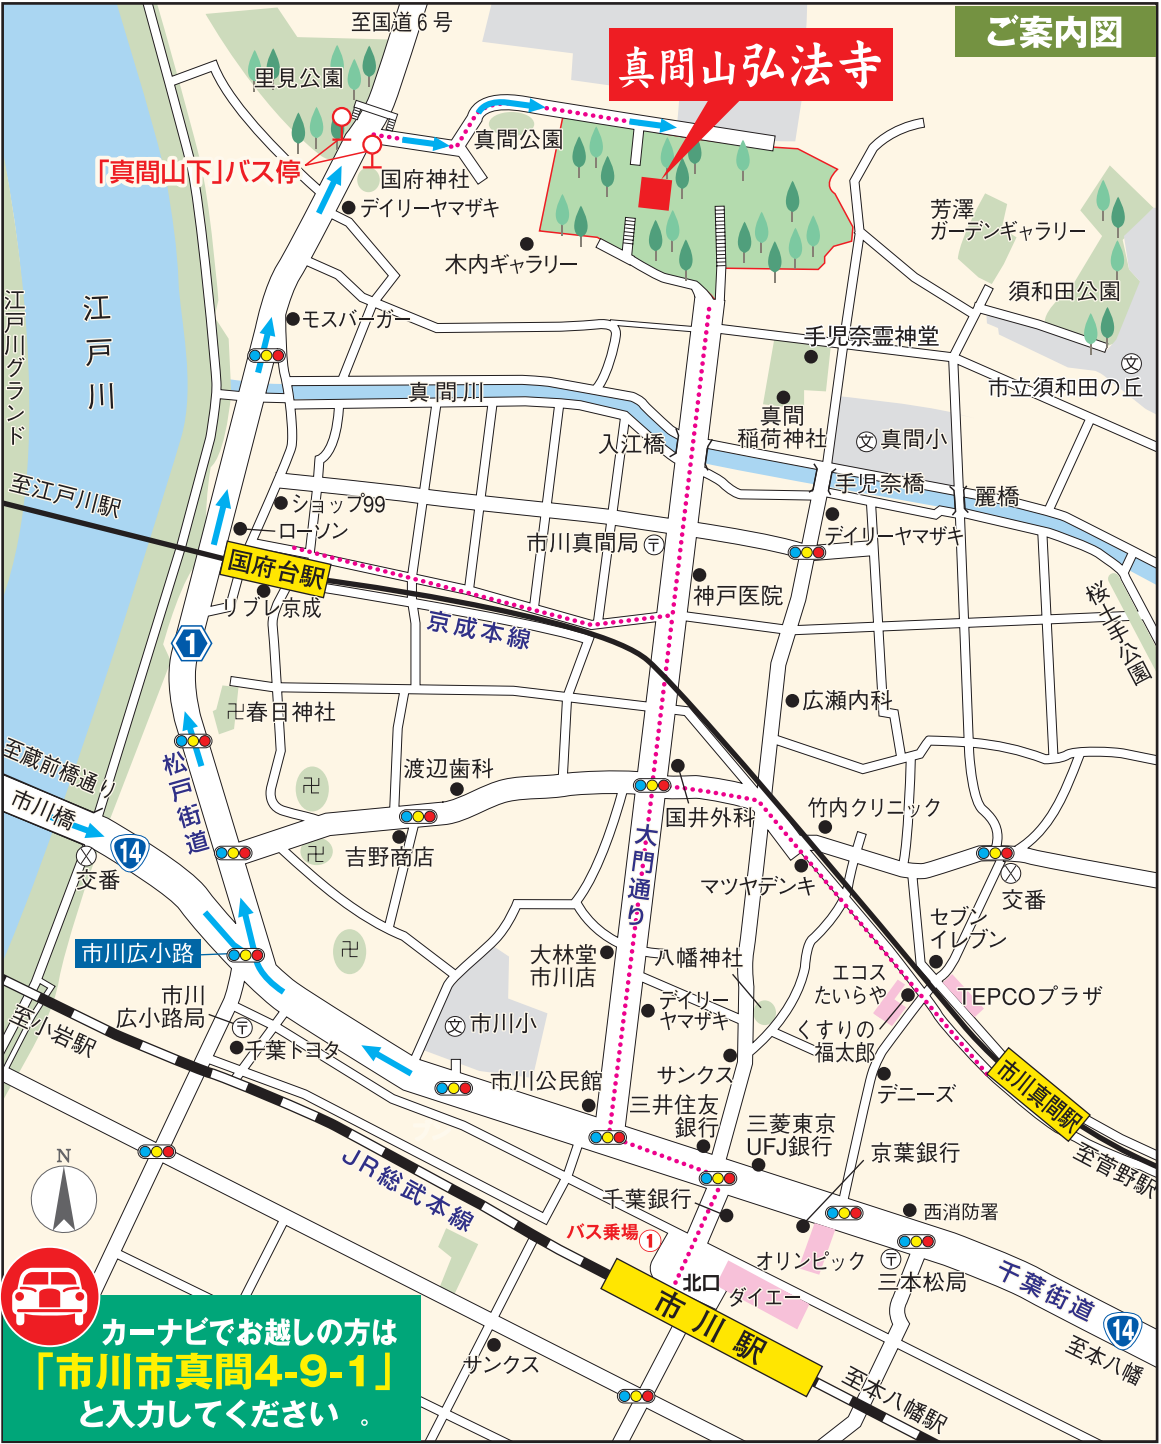 ご案内図
至国道6号
里見公園
真間山弘法寺
真間公園
「真間山下」バス停
国府神社
デイリーヤマザキ
木内ギャラリー
芳澤
ガーデンギャラリー
須和田公園
江戸川グランド
江戸川
モスバーガー
手児奈霊神堂
文
市立須和田の丘
真間川
真間
稲荷神社
文
真間小
入江橋
手児奈橋
麗橋
至江戸川駅
ショップ99
ローソン
デイリーヤマザキ
市川真間局
〒
国府台駅
神戸医院
桜土手公園
リブレ京成
京成本線
1
卍
春日神社
広瀬内科
至蔵前橋通り
松戸街道
渡辺歯科
卍
国井外科
竹内クリニック
市川橋
14
大門通り
交番
卍
吉野商店
マツヤデンキ
交番
セブン
イレブン
市川広小路
卍
大林堂
市川店
八幡神社
エコス
たいらや
TEPCOプラザ
デイリー
ヤマザキ
市川
広小路局
〒
文
市川小
くすりの
福太郎
至小岩駅
千葉トヨタ
サンクス
市川公民館
デニーズ
市川真間駅
三井住友
銀行
三菱東京
UFJ銀行
京葉銀行
至菅野駅
N
JR総武本線
千葉銀行
西消防署
バス乗場
1
オリンピック
〒
三本松局
北口
ダイエー
千葉街道
14
市川駅
至本八幡
サンクス
至本八幡駅
カーナビでお越しの方は
「市川市真間4-9-1」
と入力してください 。